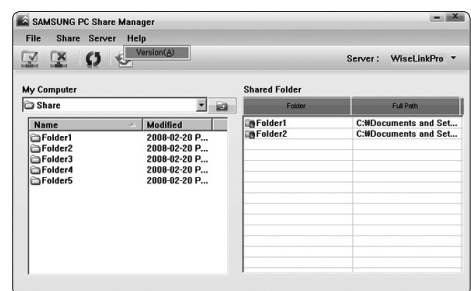 SAMSUNG PC Share Manager
File Share Server Help
Version(A)
Server : WiseLinkPro
My Computer
Shared Folder
Share
Folder Full Path
Name Modified
Folder1 2008-02-20 P...
Folder2 2008-02-20 P...
Folder3 2008-02-20 P...
Folder4 2008-02-20 P...
Folder5 2008-02-20 P...
Folder1 C:₩Documents and Set...
Folder2 C:₩Documents and Set...